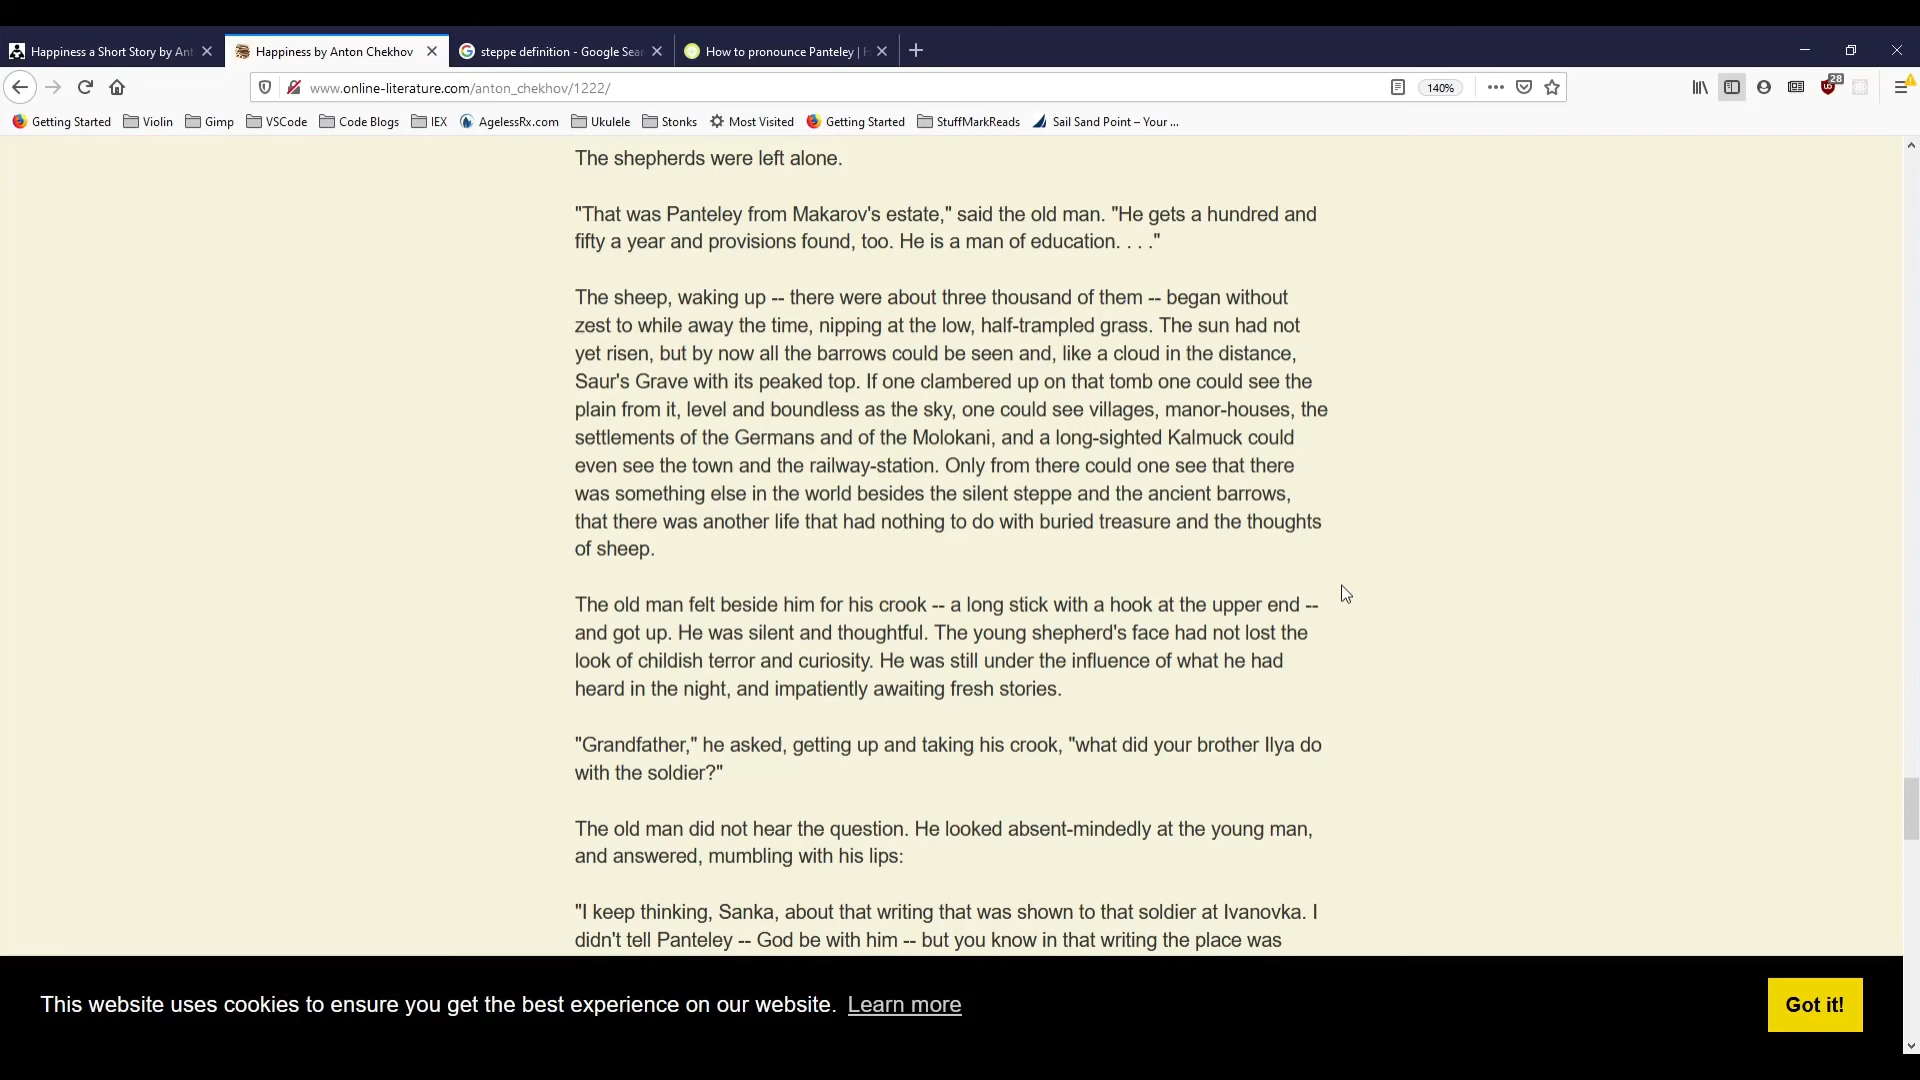 Happiness a Short Story by Ant
Happiness by Anton Chekhov
steppe definition - Google Sea
How to pronounce Panteley | H
www.online-literature.com/anton_chekhov/1222/
140%
28
Getting Started
Violin
Gimp
VSCode
Code Blogs
IEX
AgelessRx.com
Ukulele
Stonks
Most Visited
Getting Started
StuffMarkReads
Sail Sand Point – Your ...
The shepherds were left alone.
"That was Panteley from Makarov's estate," said the old man. "He gets a hundred and
fifty a year and provisions found, too. He is a man of education. . . ."
The sheep, waking up -- there were about three thousand of them -- began without
zest to while away the time, nipping at the low, half-trampled grass. The sun had not
yet risen, but by now all the barrows could be seen and, like a cloud in the distance,
Saur's Grave with its peaked top. If one clambered up on that tomb one could see the
plain from it, level and boundless as the sky, one could see villages, manor-houses, the
settlements of the Germans and of the Molokani, and a long-sighted Kalmuck could
even see the town and the railway-station. Only from there could one see that there
was something else in the world besides the silent steppe and the ancient barrows,
that there was another life that had nothing to do with buried treasure and the thoughts
of sheep.
The old man felt beside him for his crook -- a long stick with a hook at the upper end --
and got up. He was silent and thoughtful. The young shepherd's face had not lost the
look of childish terror and curiosity. He was still under the influence of what he had
heard in the night, and impatiently awaiting fresh stories.
"Grandfather," he asked, getting up and taking his crook, "what did your brother Ilya do
with the soldier?"
The old man did not hear the question. He looked absent-mindedly at the young man,
and answered, mumbling with his lips:
"I keep thinking, Sanka, about that writing that was shown to that soldier at Ivanovka. I
didn't tell Panteley -- God be with him -- but you know in that writing the place was
This website uses cookies to ensure you get the best experience on our website. Learn more
Got it!